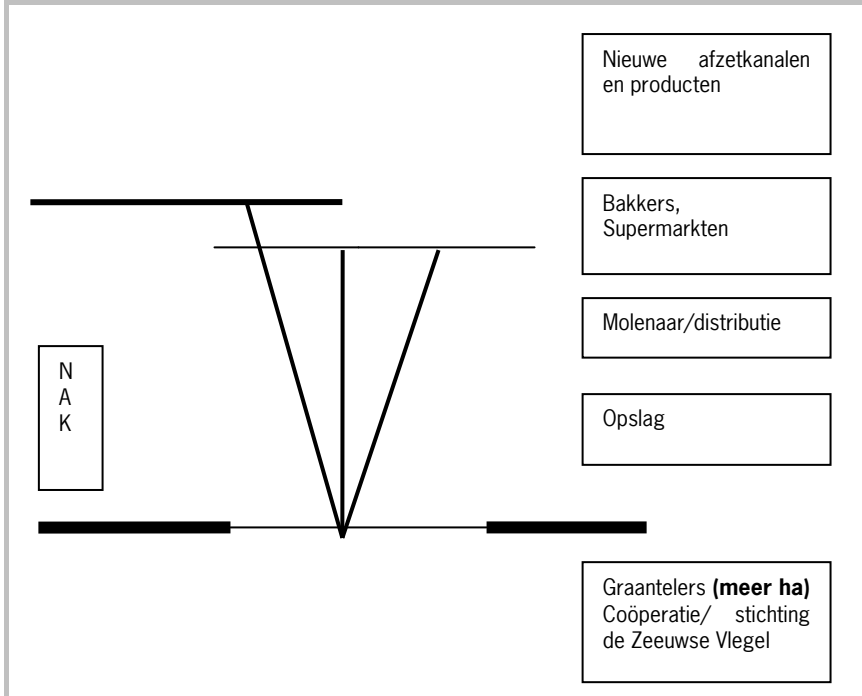 Nieuwe afzetkanalen
en producten
Bakkers,
Supermarkten
Molenaar/distributie
N
A
K
Opslag
Graantelers (meer ha)
Coöperatie/ stichting
de Zeeuwse Vlegel